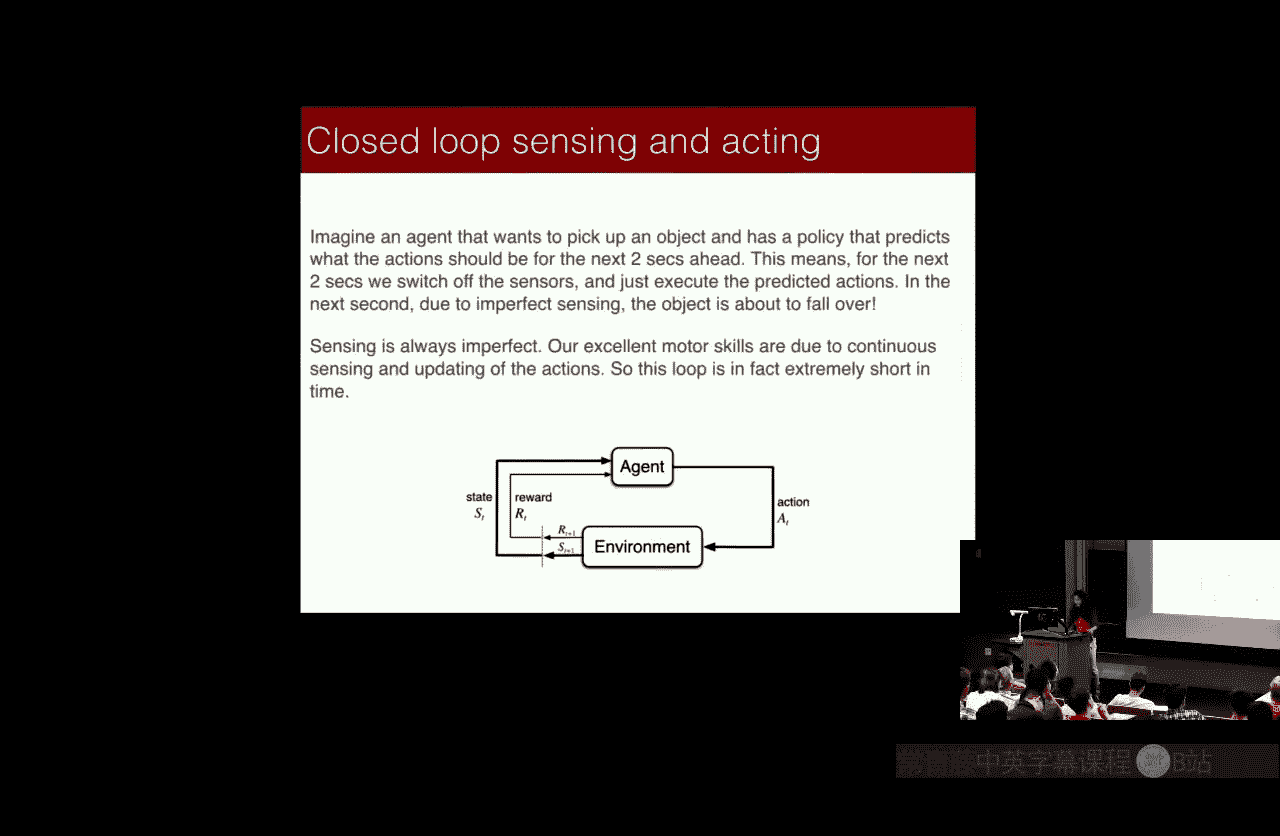 Closed loop sensing and acting
Imagine an agent that wants to pick up an object and has a policy that predicts
what the actions should be for the next 2 secs ahead. This means, for the next
2 secs we switch off the sensors, and just execute the predicted actions. In the
next second, due to imperfect sensing, the object is about to fall over!
Sensing is always imperfect. Our excellent motor skills are due to continuous
sensing and updating of the actions. So this loop is in fact extremely short in
time.
Agent
state
S_t
reward
R_t
action
A_t
R_{t+1}
S_{t+1}
Environment
中英字幕课程
B站